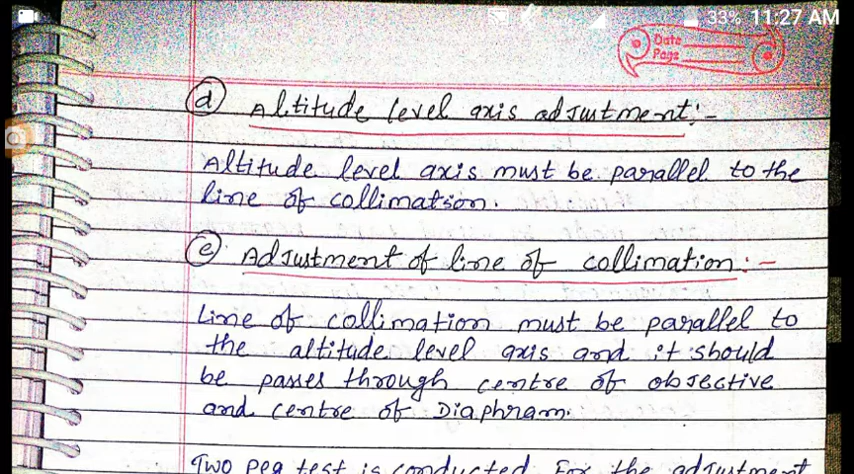 33% 11:27 AM
Date
Page
(d) Altitude level axis adjustment:-
Altitude level axis must be parallel to the
line of collimation.
(e) Adjustment of line of collimation:-
Line of collimation must be parallel to
the altitude level axis and it should
be passes through centre of objective
and centre of Diaphram.
Two peg test is conducted For the adjustment